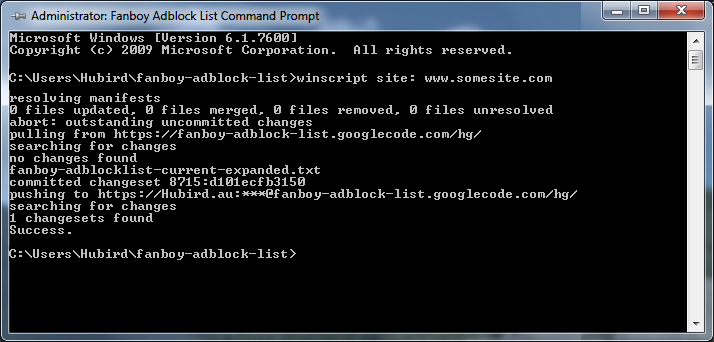 Administrator: Fanboy Adblock List Command Prompt
Microsoft Windows [Version 6.1.7600]
Copyright (c) 2009 Microsoft Corporation.  All rights reserved.
C:\Users\Hubird\fanboy-adblock-list>winscript site: www.somesite.com
resolving manifests
0 files updated, 0 files merged, 0 files removed, 0 files unresolved
abort: outstanding uncommitted changes
pulling from https://fanboy-adblock-list.googlecode.com/hg/
searching for changes
no changes found
fanboy-adblocklist-current-expanded.txt
committed changeset 8715:d101ecfb3150
pushing to https://Hubird.au:***@fanboy-adblock-list.googlecode.com/hg/
searching for changes
1 changesets found
Success.
C:\Users\Hubird\fanboy-adblock-list>